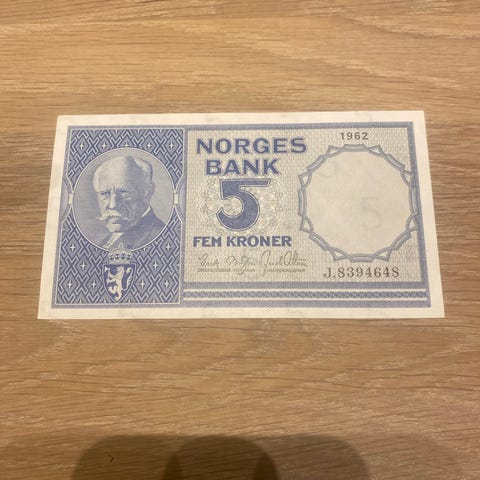 1962
NORGES
BANK
5
FEM KRONER
J.8394648